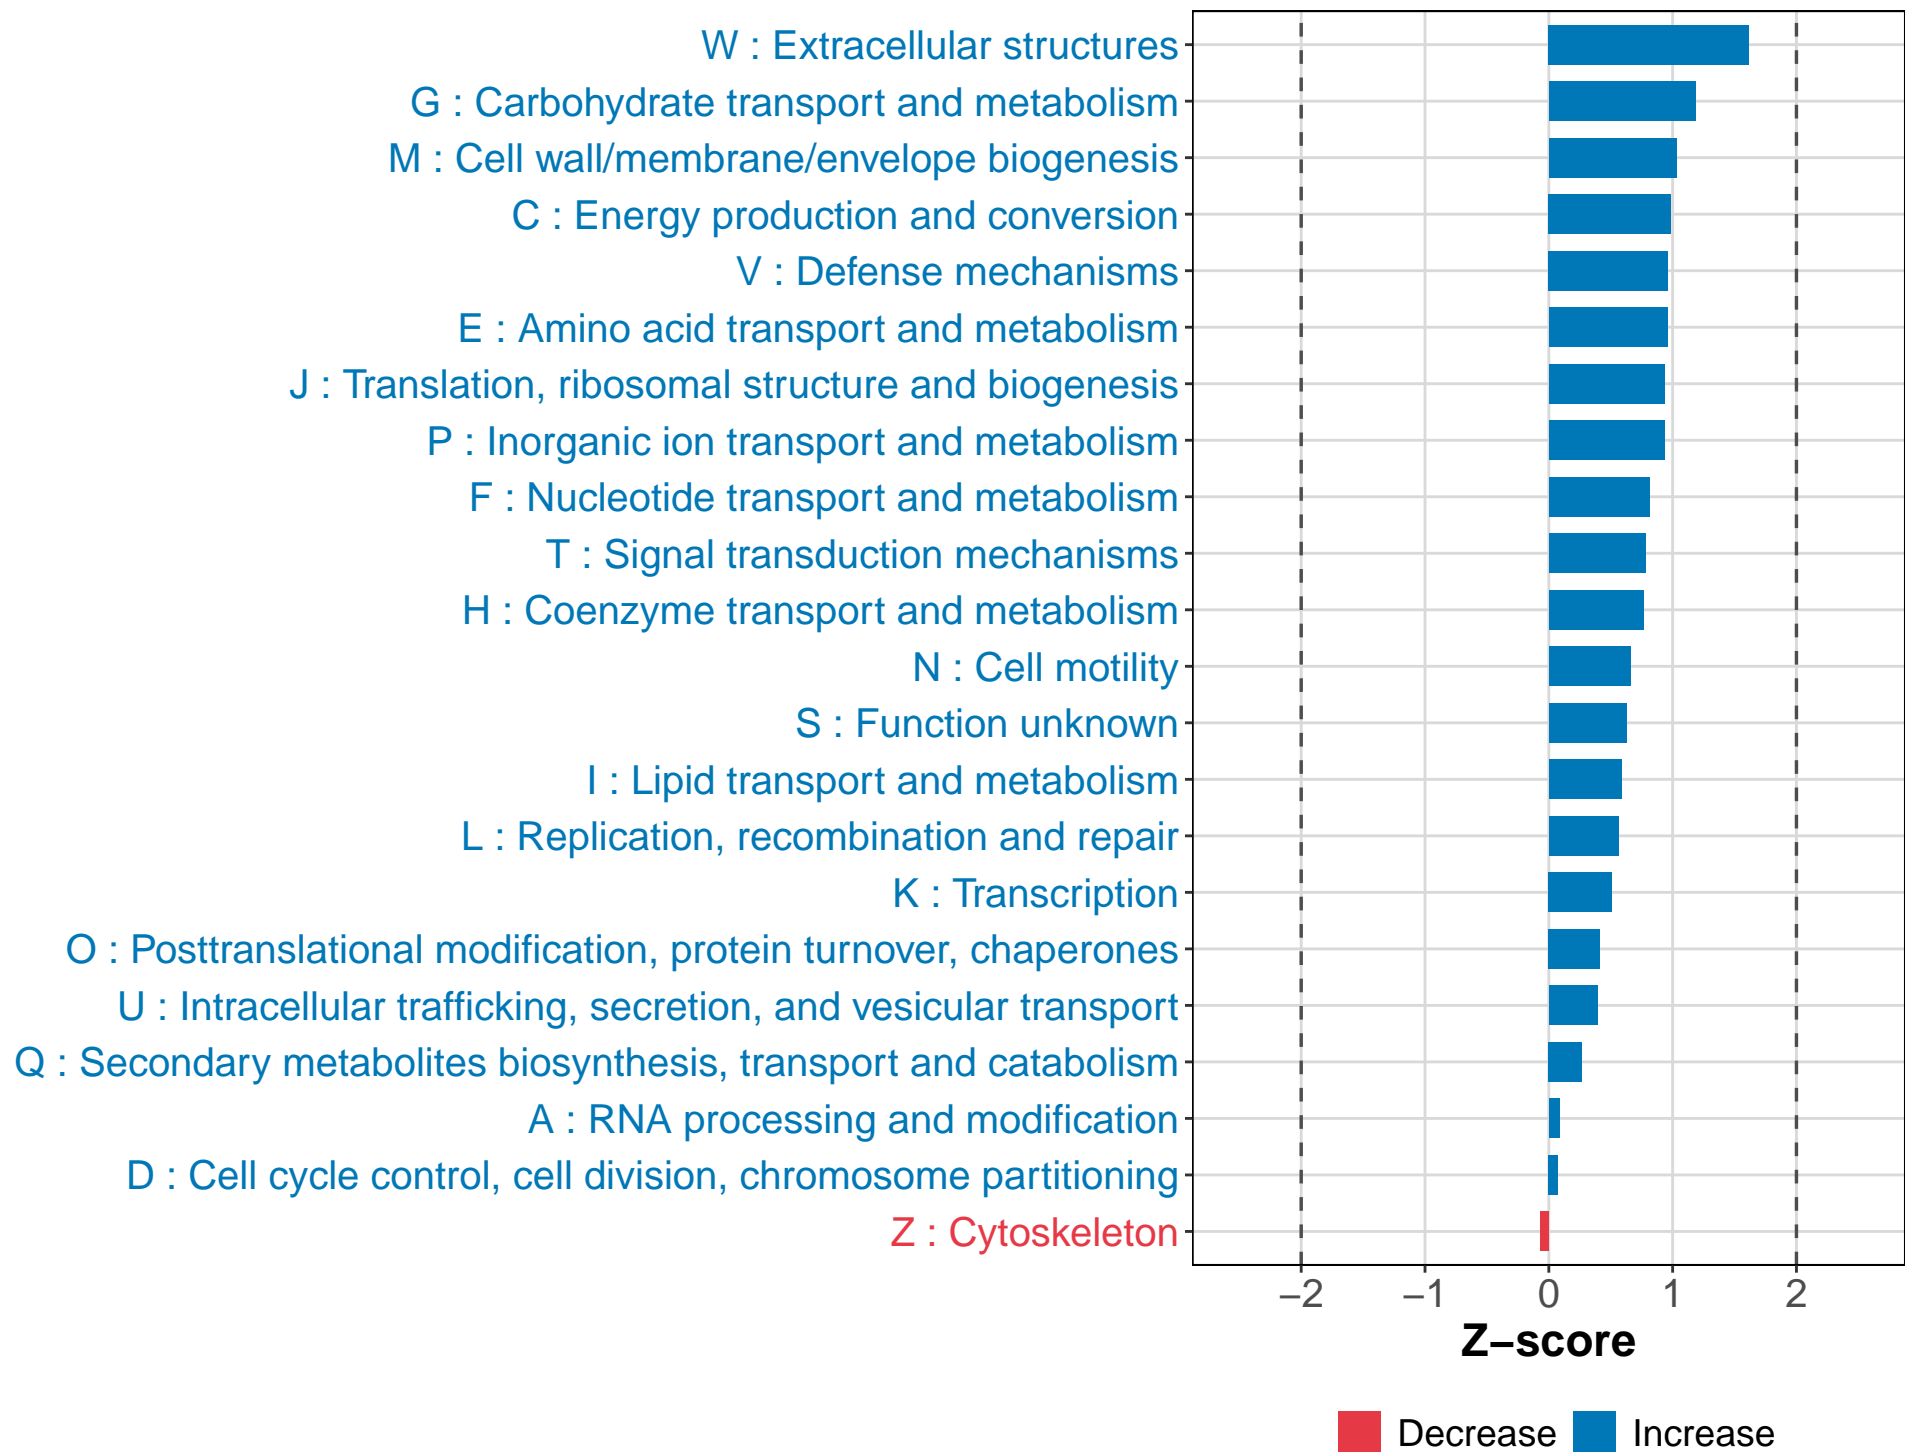 W : Extracellular structures
G : Carbohydrate transport and metabolism
M : Cell wall/membrane/envelope biogenesis
C : Energy production and conversion
V : Defense mechanisms
E : Amino acid transport and metabolism
J : Translation, ribosomal structure and biogenesis
P : Inorganic ion transport and metabolism
F : Nucleotide transport and metabolism
T : Signal transduction mechanisms
H : Coenzyme transport and metabolism
N : Cell motility
S : Function unknown
I : Lipid transport and metabolism
L : Replication, recombination and repair
K : Transcription
O : Posttranslational modification, protein turnover, chaperones
U : Intracellular trafficking, secretion, and vesicular transport
Q : Secondary metabolites biosynthesis, transport and catabolism
A : RNA processing and modification
D : Cell cycle control, cell division, chromosome partitioning
Z : Cytoskeleton
−2 −1 0 1 2
Z−score
Decrease Increase